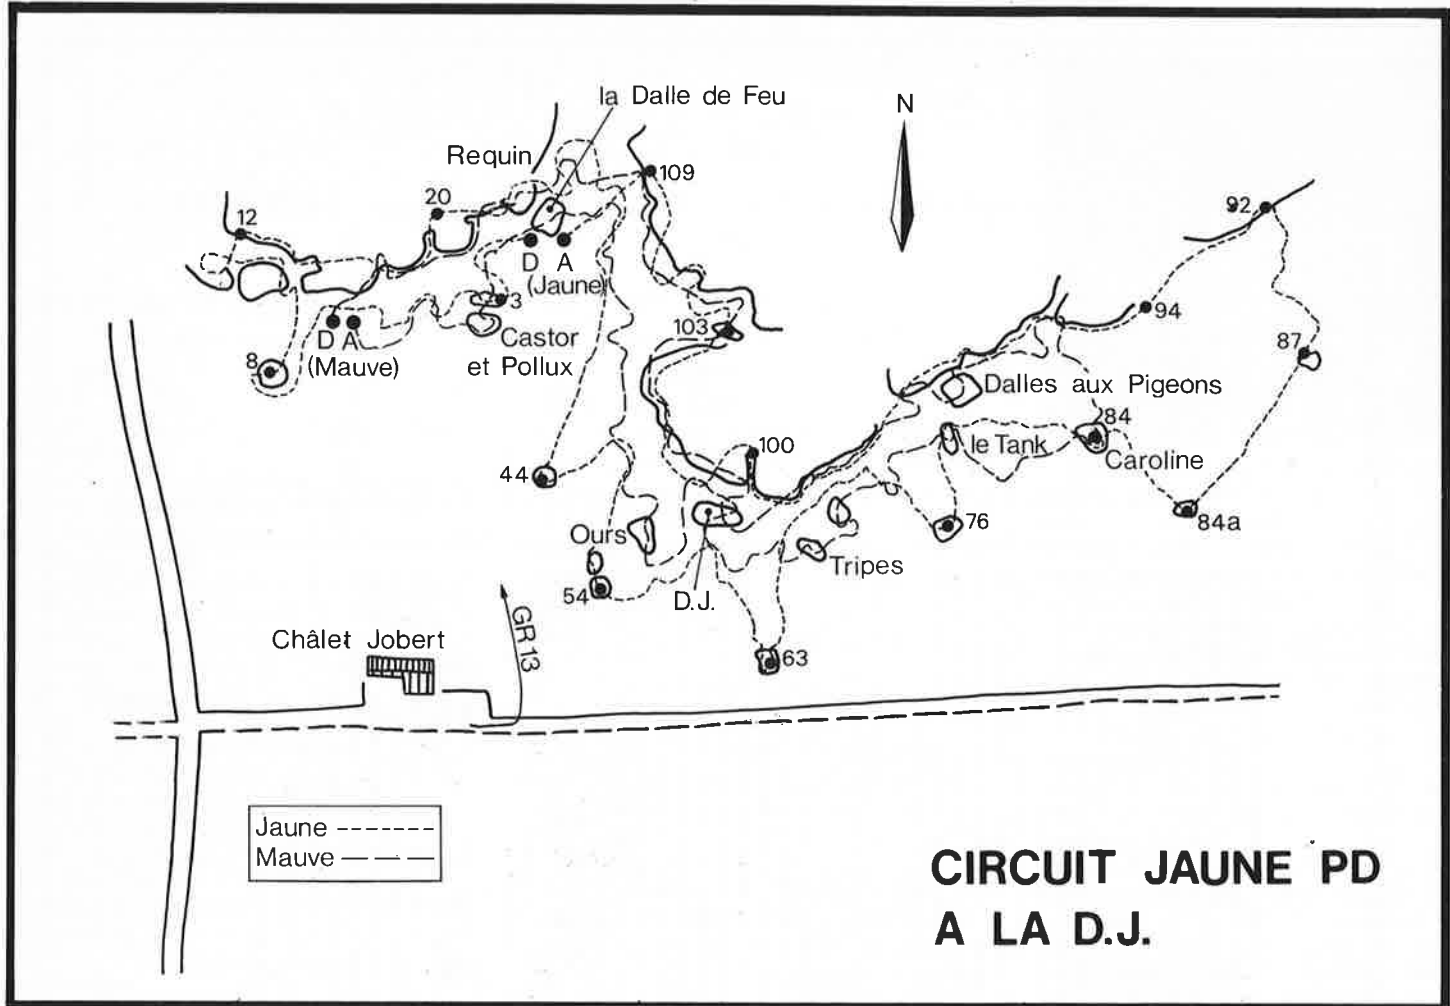 la Dalle de Feu
N
Requin
109
20
12
92
D A
(Jaune)
3
94
103
D A
(Mauve)
Castor
et Pollux
8
87
Dalles aux Pigeons
84
100
le Tank
Caroline
44
76
84a
Ours
Tripes
54
D.J.
GR13
Châlet Jobert
63
Jaune
Mauve
CIRCUIT JAUNE PD
A LA D.J.